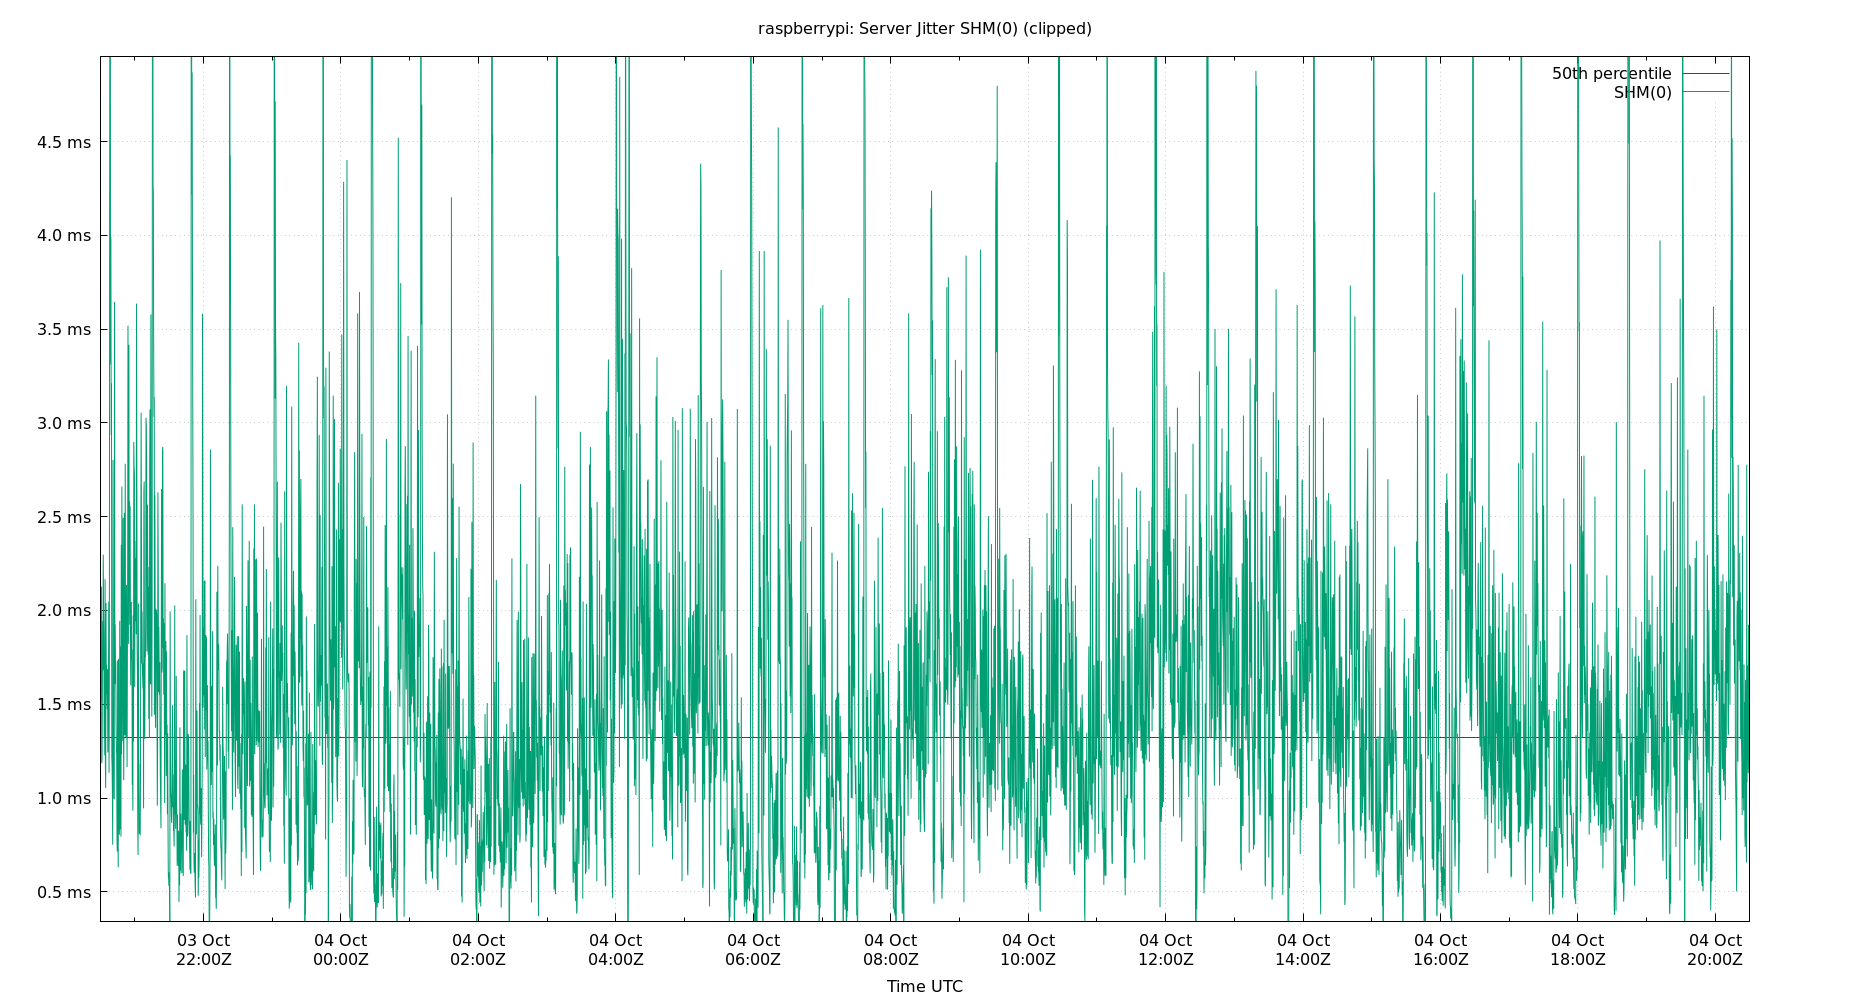 raspberrypi: Server Jitter SHM(0) (clipped)
50th percentile
SHM(0)
4.5 ms
4.0 ms
3.5 ms
3.0 ms
2.5 ms
2.0 ms
1.5 ms
1.0 ms
0.5 ms
03 Oct 04 Oct 04 Oct 04 Oct 04 Oct 04 Oct 04 Oct 04 Oct 04 Oct 04 Oct 04 Oct 04 Oct
22:00Z 00:00Z 02:00Z 04:00Z 06:00Z 08:00Z 10:00Z 12:00Z 14:00Z 16:00Z 18:00Z 20:00Z
Time UTC